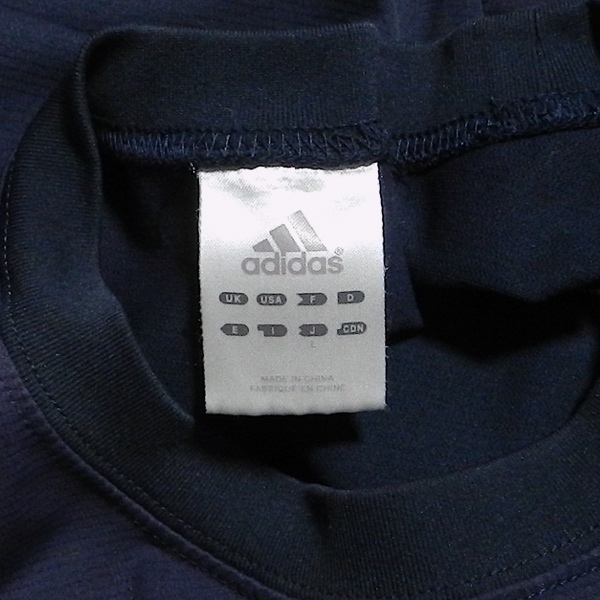 adidas®
UK USA F D
E I J CDN
L
MADE IN CHINA
FABRIQUE EN CHINE